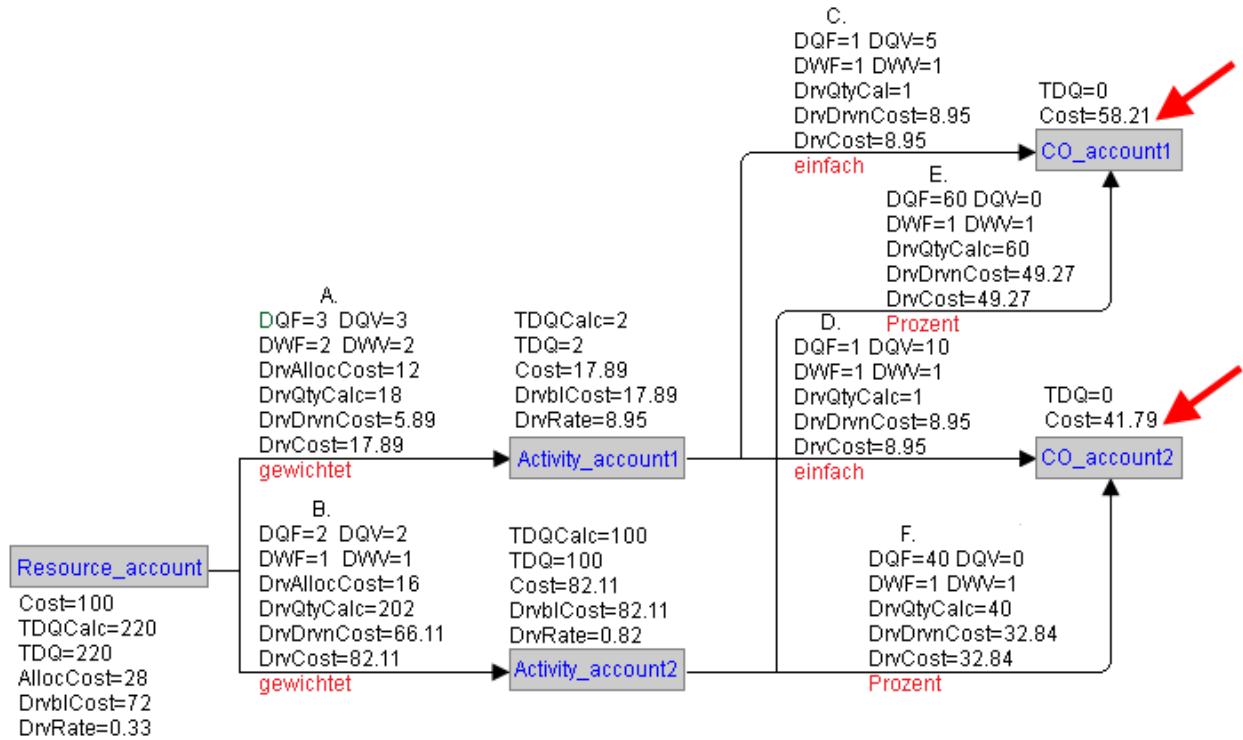 C.
DQF=1 DQV=5
DWF=1 DWV=1
DrvQtyCal=1
DrvDrvnCost=8.95
DrvCost=8.95
einfach
TDQ=0
Cost=58.21
CO_account1
E.
DQF=60 DQV=0
DWF=1 DWV=1
DrvQtyCalc=60
DrvDrvnCost=49.27
DrvCost=49.27
Prozent
A.
DQF=3 DQV=3
DWF=2 DWV=2
DrvAllocCost=12
DrvQtyCalc=18
DrvDrvnCost=5.89
DrvCost=17.89
gewichtet
TDQCalc=2
TDQ=2
Cost=17.89
DrvblCost=17.89
DrvRate=8.95
Activity_account1
D.
DQF=1 DQV=10
DWF=1 DWV=1
DrvQtyCalc=1
DrvDrvnCost=8.95
DrvCost=8.95
einfach
TDQ=0
Cost=41.79
CO_account2
B.
DQF=2 DQV=2
DWF=1 DWV=1
DrvAllocCost=16
DrvQtyCalc=202
DrvDrvnCost=66.11
DrvCost=82.11
gewichtet
TDQCalc=100
TDQ=100
Cost=82.11
DrvblCost=82.11
DrvRate=0.82
Activity_account2
F.
DQF=40 DQV=0
DWF=1 DWV=1
DrvQtyCalc=40
DrvDrvnCost=32.84
DrvCost=32.84
Prozent
Resource_account
Cost=100
TDQCalc=220
TDQ=220
AllocCost=28
DrvblCost=72
DrvRate=0.33